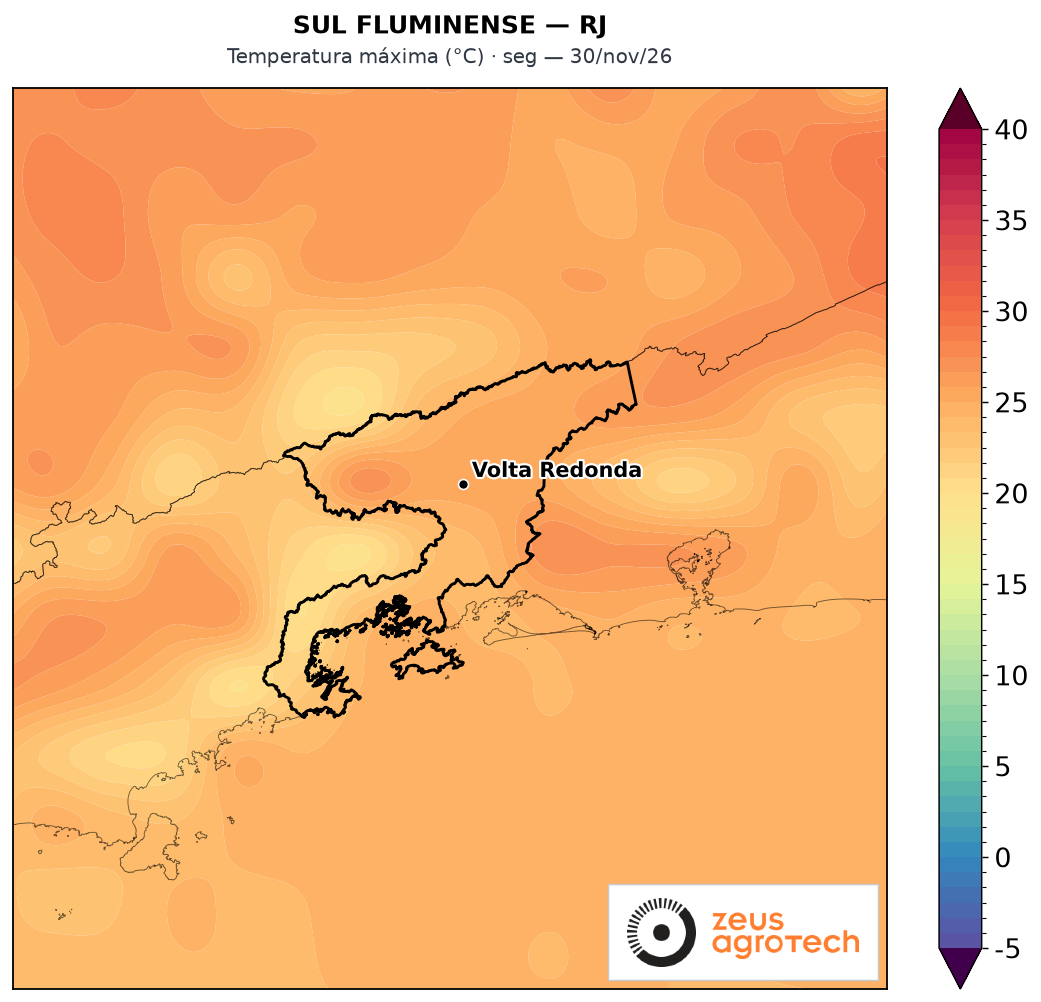 SUL FLUMINENSE — RJ
Temperatura máxima (°C) · seg — 30/nov/26
40
35
30
25
20
15
10
5
0
-5
Volta Redonda
zeus
agrotech